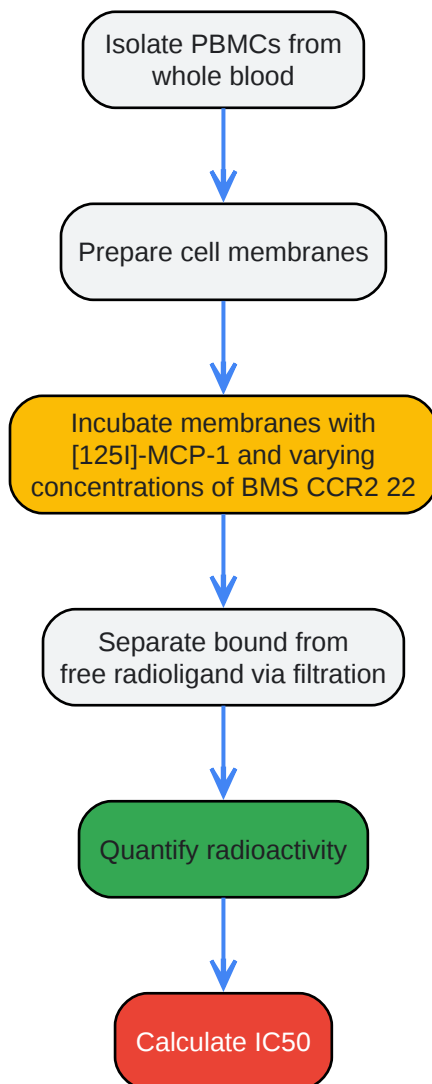 Isolate PBMCs from
whole blood
Prepare cell membranes
Incubate membranes with
[125I]-MCP-1 and varying
concentrations of BMS CCR2 22
Separate bound from
free radioligand via filtration
Quantify radioactivity
Calculate IC50